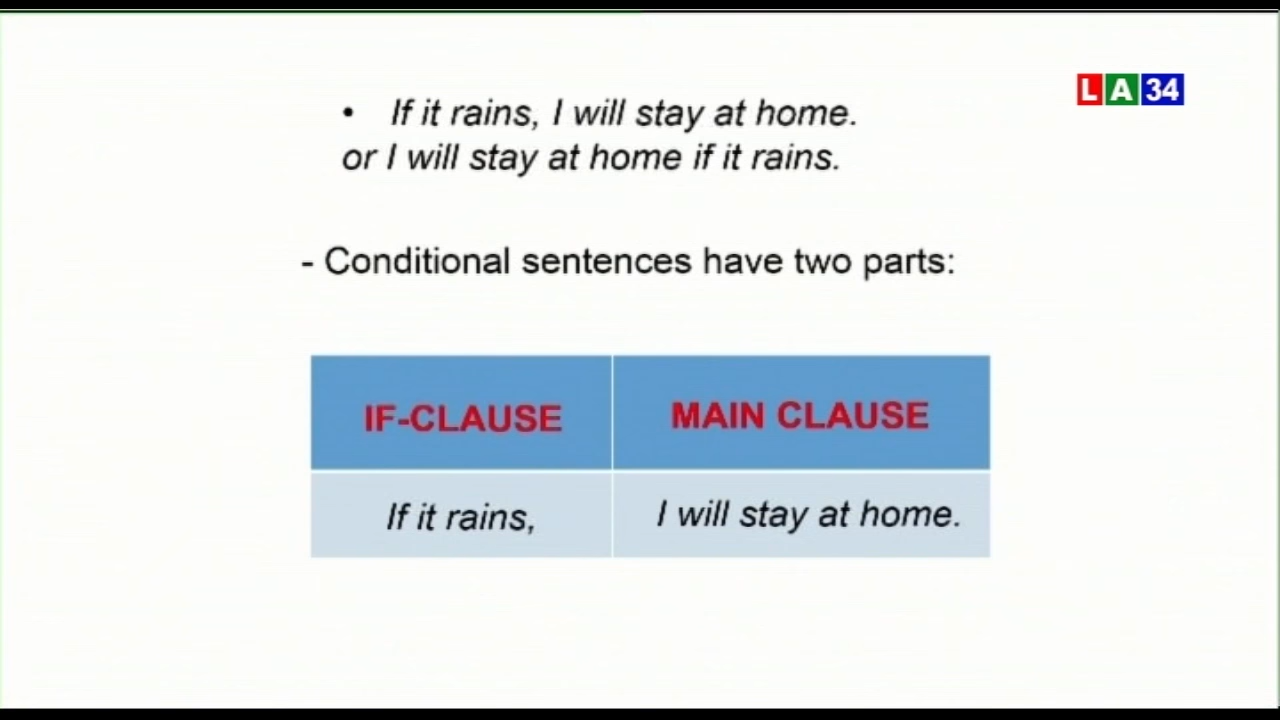 LA34
• If it rains, I will stay at home.
or I will stay at home if it rains.
- Conditional sentences have two parts:
IF-CLAUSE MAIN CLAUSE
If it rains, I will stay at home.